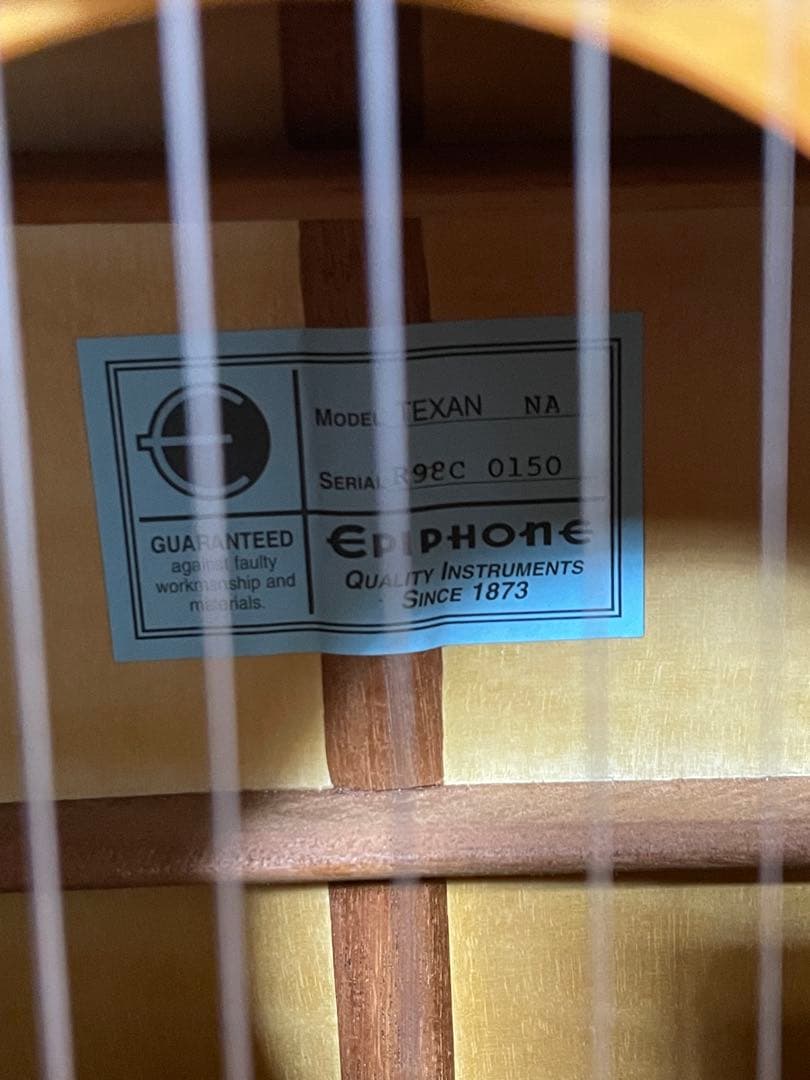 MODEL TEXAN NA
SERIAL R98C 0150
GUARANTEED
against faulty
workmanship and
materials.
EPIPHONE
QUALITY INSTRUMENTS
SINCE 1873